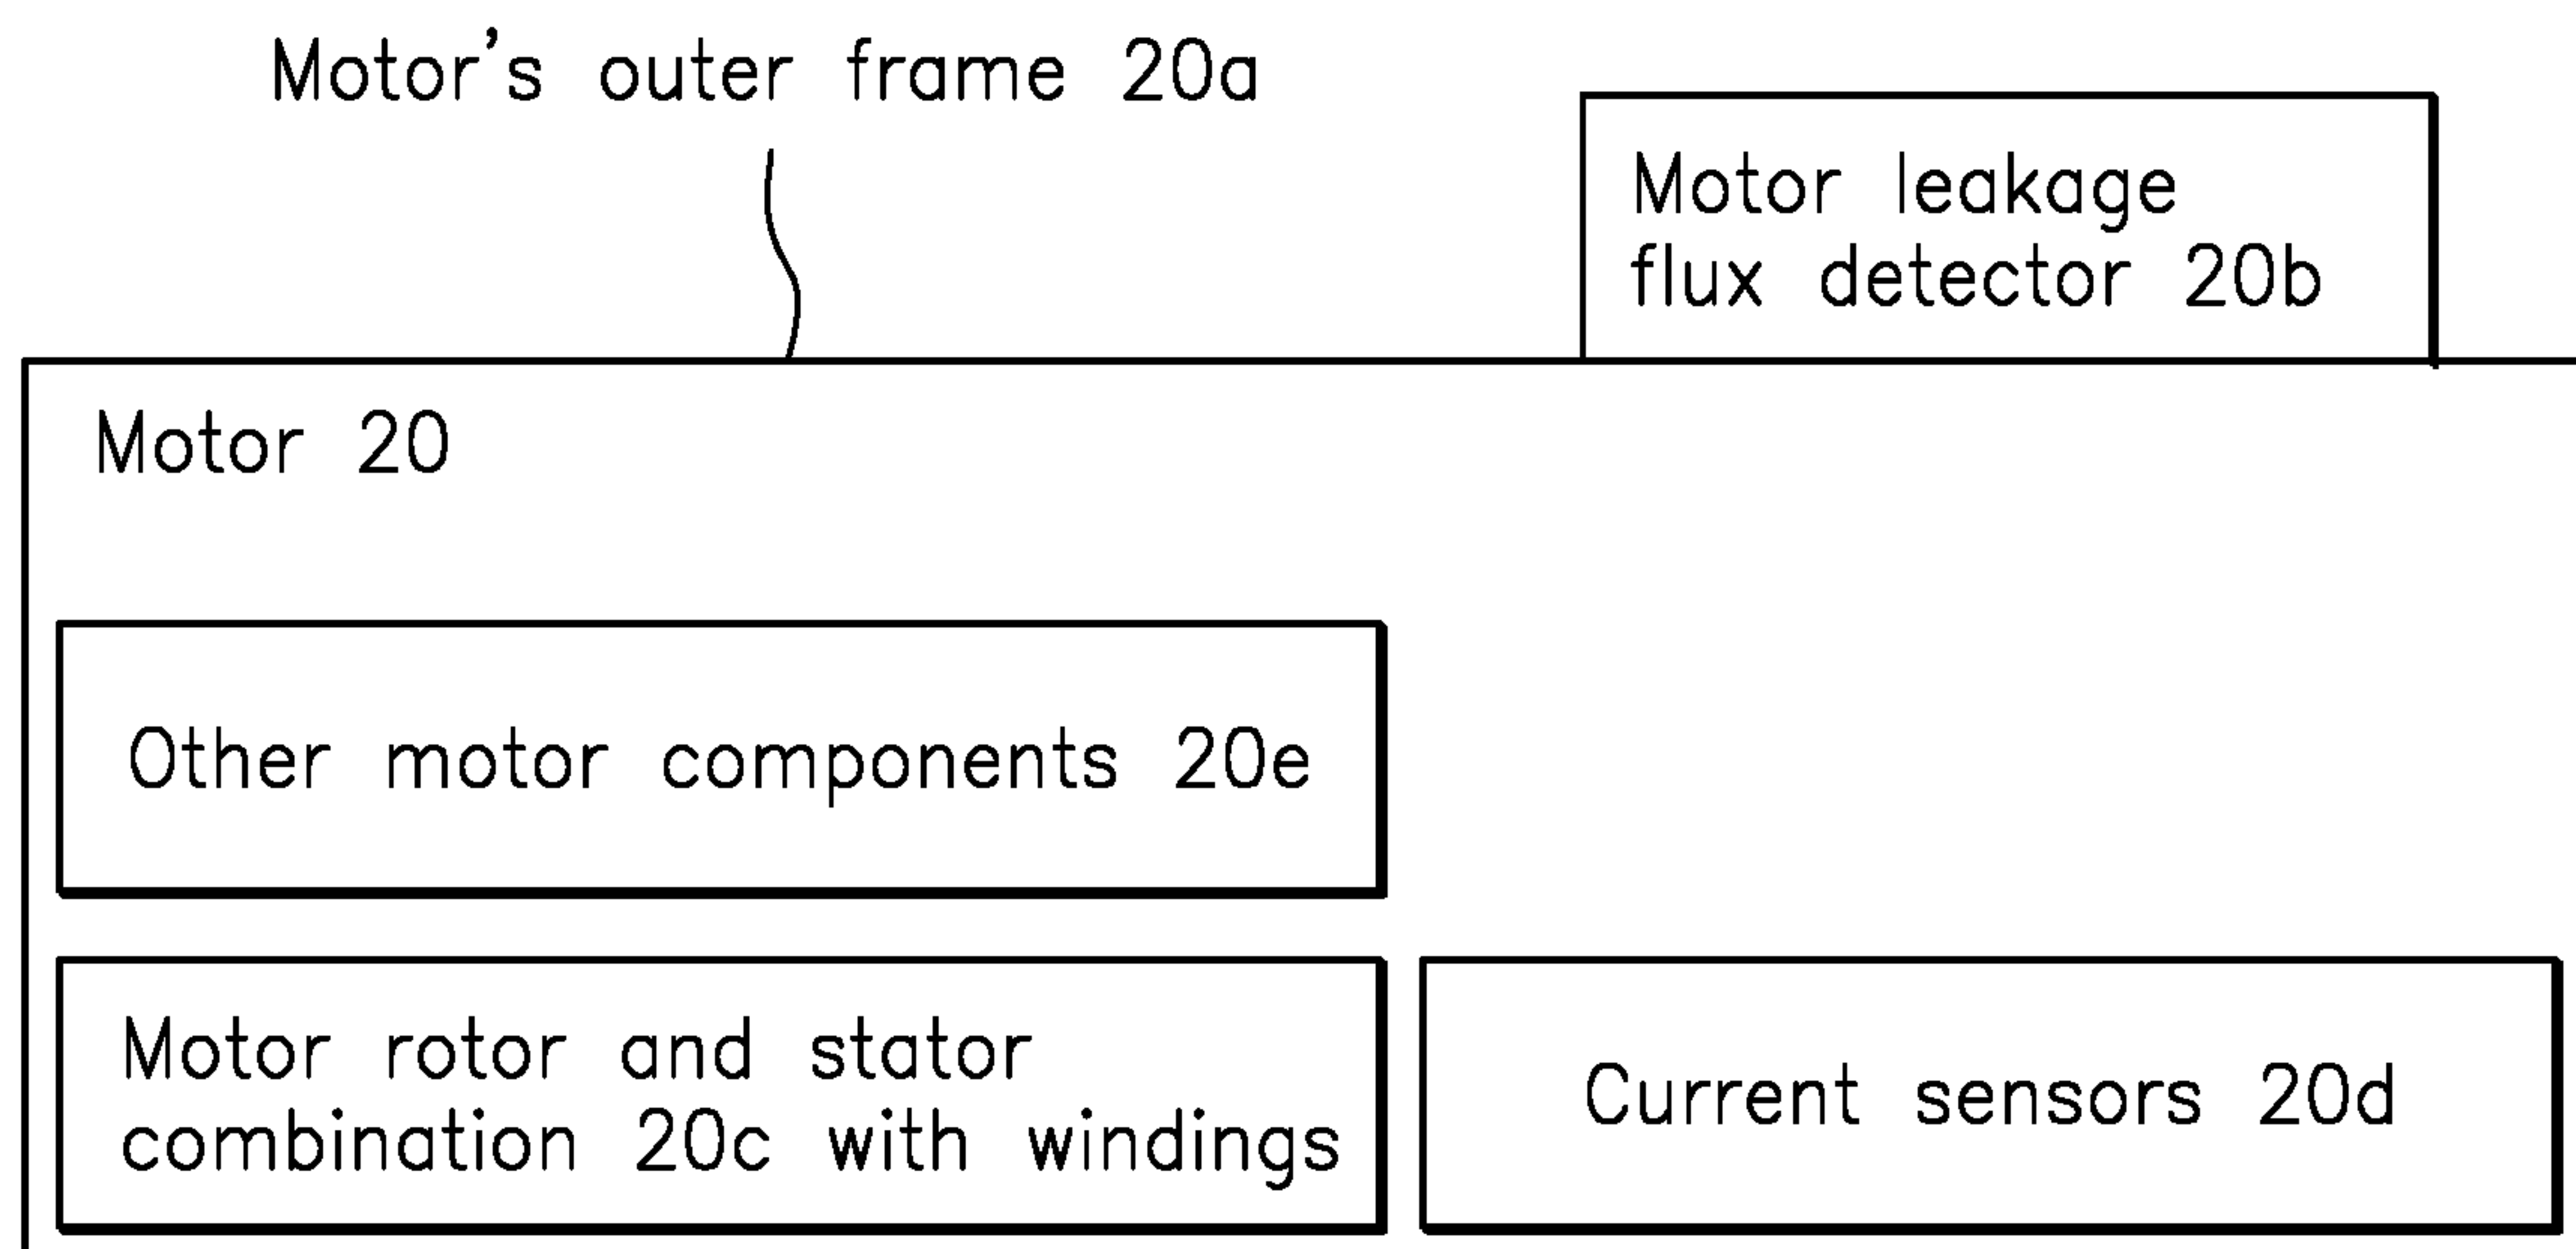 Motor's outer frame 20a
Motor leakage
flux detector 20b
Motor 20
Other motor components 20e
Motor rotor and stator
combination 20c with windings
Current sensors 20d